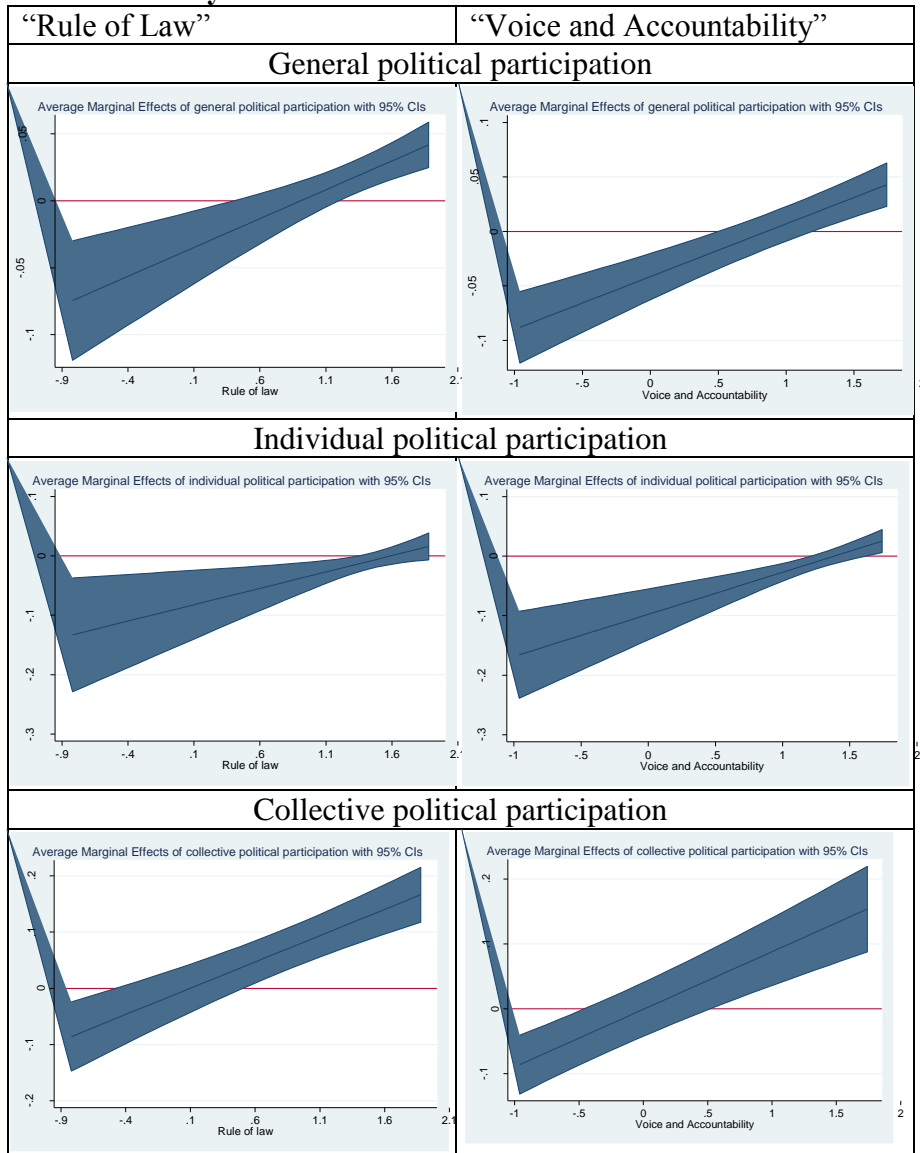 “Rule of Law”
“Voice and Accountability”
General political participation
Average Marginal Effects of general political participation with 95% CIs
.05
0
-.05
-.1
-.9 -.4 .1 .6 1.1 1.6 2.1
Rule of law
Average Marginal Effects of general political participation with 95% CIs
.1
.05
0
-.05
-.1
-1 -.5 0 .5 1 1.5
Voice and Accountability
Individual political participation
Average Marginal Effects of individual political participation with 95% CIs
.1
0
-.1
-.2
-.3
-.9 -.4 .1 .6 1.1 1.6 2.1
Rule of law
Average Marginal Effects of individual political participation with 95% CIs
.1
0
-.1
-.2
-.3
-1 -.5 0 .5 1 1.5 2
Voice and Accountability
Collective political participation
Average Marginal Effects of collective political participation with 95% CIs
.2
.1
0
-.1
-.2
-.9 -.4 .1 .6 1.1 1.6 2.1
Rule of law
Average Marginal Effects of collective political participation with 95% CIs
.2
.1
0
-.1
-1 -.5 0 .5 1 1.5 2
Voice and Accountability